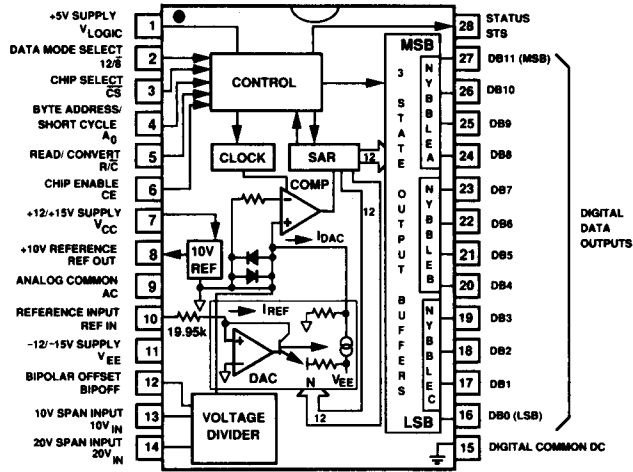 +5V SUPPLY
VLOGIC
1
DATA MODE SELECT
12/8
2
CHIP SELECT
CS
3
BYTE ADDRESS/
SHORT CYCLE
A0
4
READ/ CONVERT
R/C
5
CHIP ENABLE
CE
6
+12/+15V SUPPLY
VCC
7
+10V REFERENCE
REF OUT
8
ANALOG COMMON
AC
9
REFERENCE INPUT
REF IN
10
-12/-15V SUPPLY
VEE
11
BIPOLAR OFFSET
BIPOFF
12
10V SPAN INPUT
10VIN
13
20V SPAN INPUT
20VIN
14
CONTROL
CLOCK
SAR
12
COMP
12
IDAC
10V
REF
IREF
19.95k
DAC
N
VEE
12
VOLTAGE
DIVIDER
MSB
3 STATE OUTPUT BUFFERS
LSB
NYBBLE A
NYBBLE B
NYBBLE C
28
STATUS
STS
27
DB11 (MSB)
26
DB10
25
DB9
24
DB8
23
DB7
22
DB6
21
DB5
20
DB4
19
DB3
18
DB2
17
DB1
16
DB0 (LSB)
15
DIGITAL COMMON DC
DIGITAL
DATA
OUTPUTS